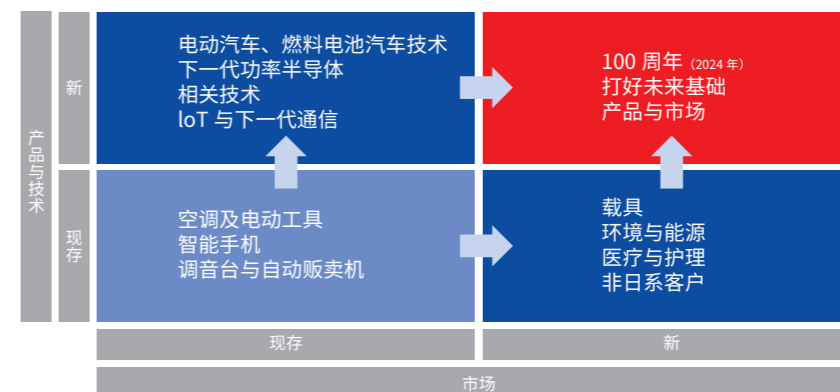 产品与技术
新
电动汽车、燃料电池汽车技术
下一代功率半导体
相关技术
loT 与下一代通信
100 周年（2024 年）
打好未来基础
产品与市场
现存
空调及电动工具
智能手机
调音台与自动贩卖机
载具
环境与能源
医疗与护理
非日系客户
现存
新
市场